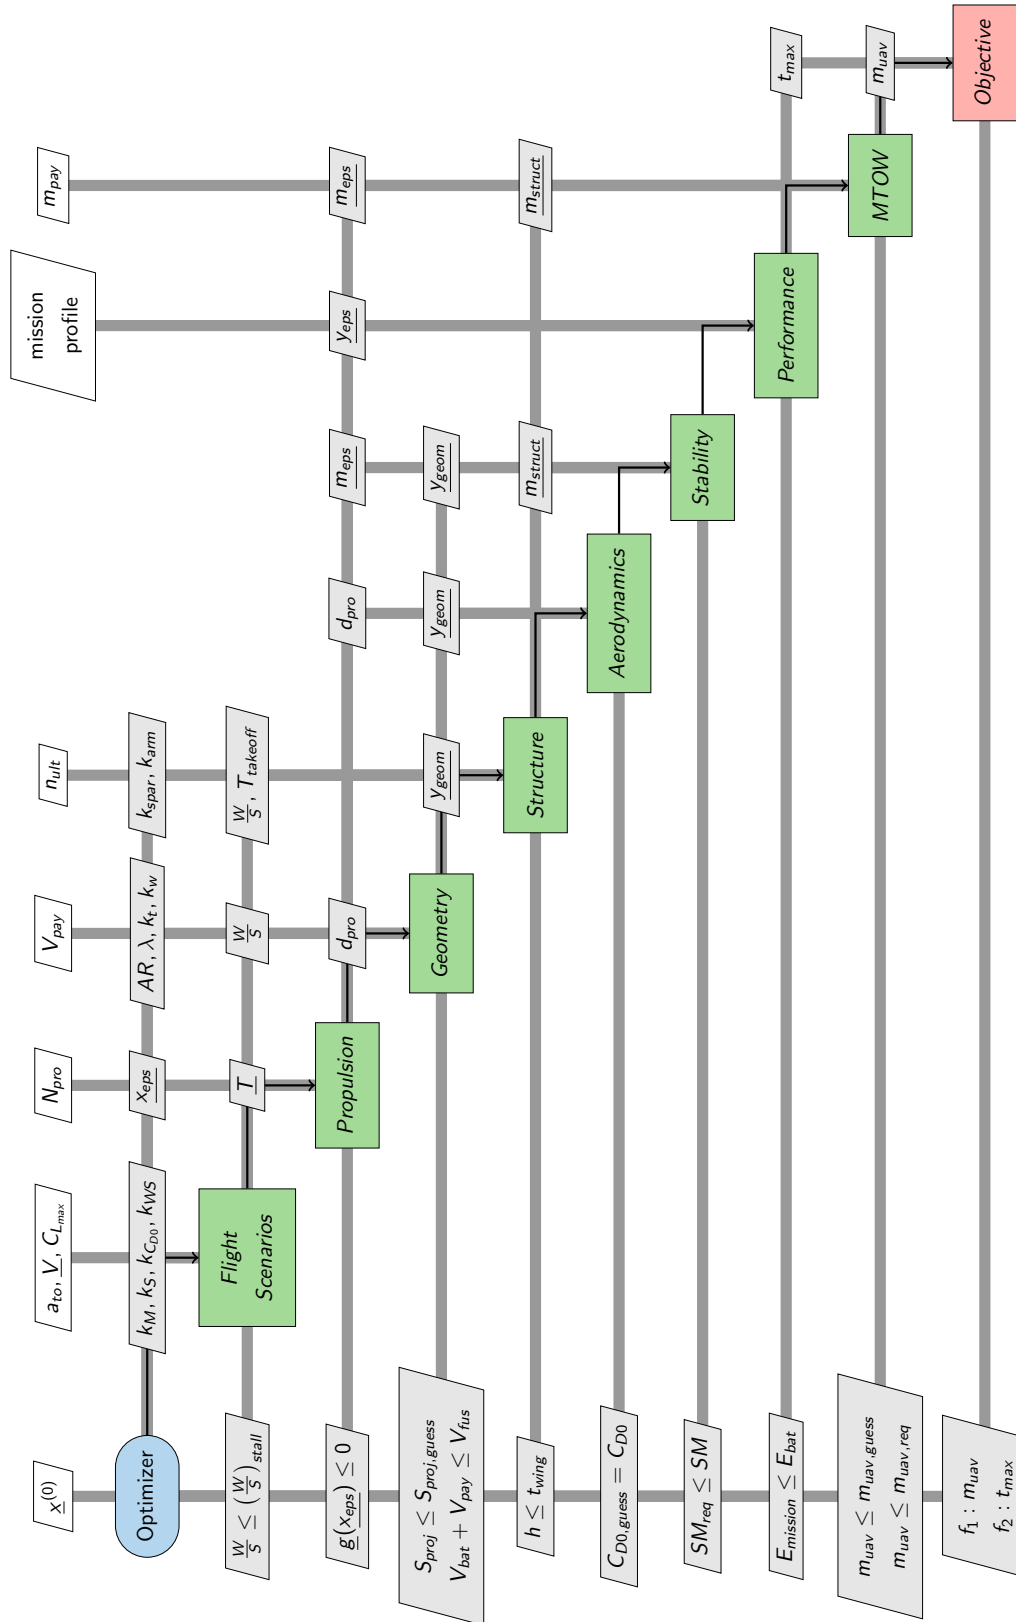 x^(0)
a_to, V, C_Lmax
N_pro
V_pay
n_ult
mission
profile
m_pay
Optimizer
k_M, k_S, k_CD0, k_WS
x_eps
AR, λ, k_t, k_w
k_spar, k_arm
W/S ≤ (W/S)_stall
Flight
Scenarios
T
W/S
W/S, T_takeoff
g(x_eps) ≤ 0
Propulsion
d_pro
d_pro
m_eps
y_eps
m_eps
S_proj ≤ S_proj,guess
V_bat + V_pay ≤ V_fus
Geometry
y_geom
y_geom
y_geom
h ≤ t_wing
Structure
m_struct
m_struct
C_D0,guess = C_D0
Aerodynamics
SM_req ≤ SM
Stability
E_mission ≤ E_bat
Performance
t_max
m_uav ≤ m_uav,guess
m_uav ≤ m_uav,req
MTOW
m_uav
f_1 : m_uav
f_2 : t_max
Objective